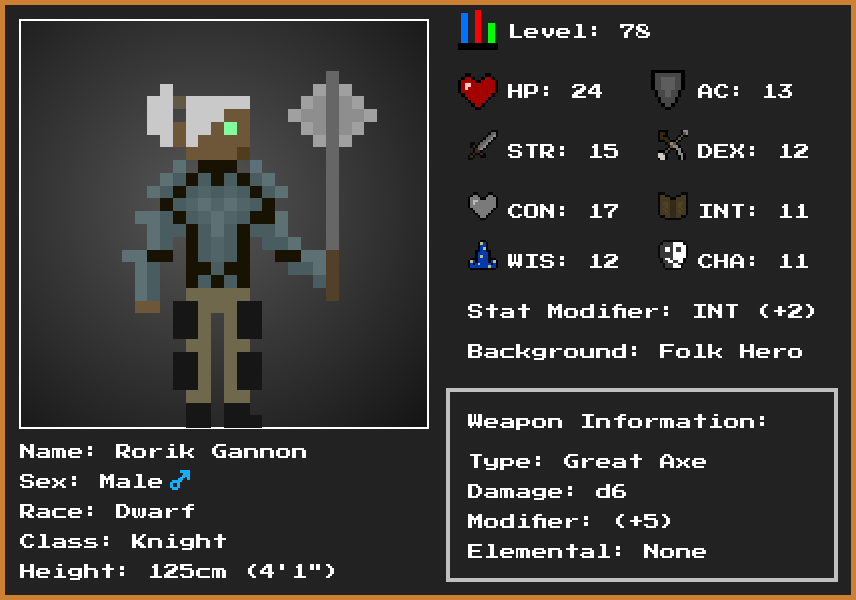 Level: 78
HP: 24
AC: 13
STR: 15
DEX: 12
CON: 17
INT: 11
WIS: 12
CHA: 11
Stat Modifier: INT (+2)
Background: Folk Hero
Weapon Information:
Type: Great Axe
Damage: d6
Modifier: (+5)
Elemental: None
Name: Rorik Gannon
Sex: Male♂
Race: Dwarf
Class: Knight
Height: 125cm (4'1")